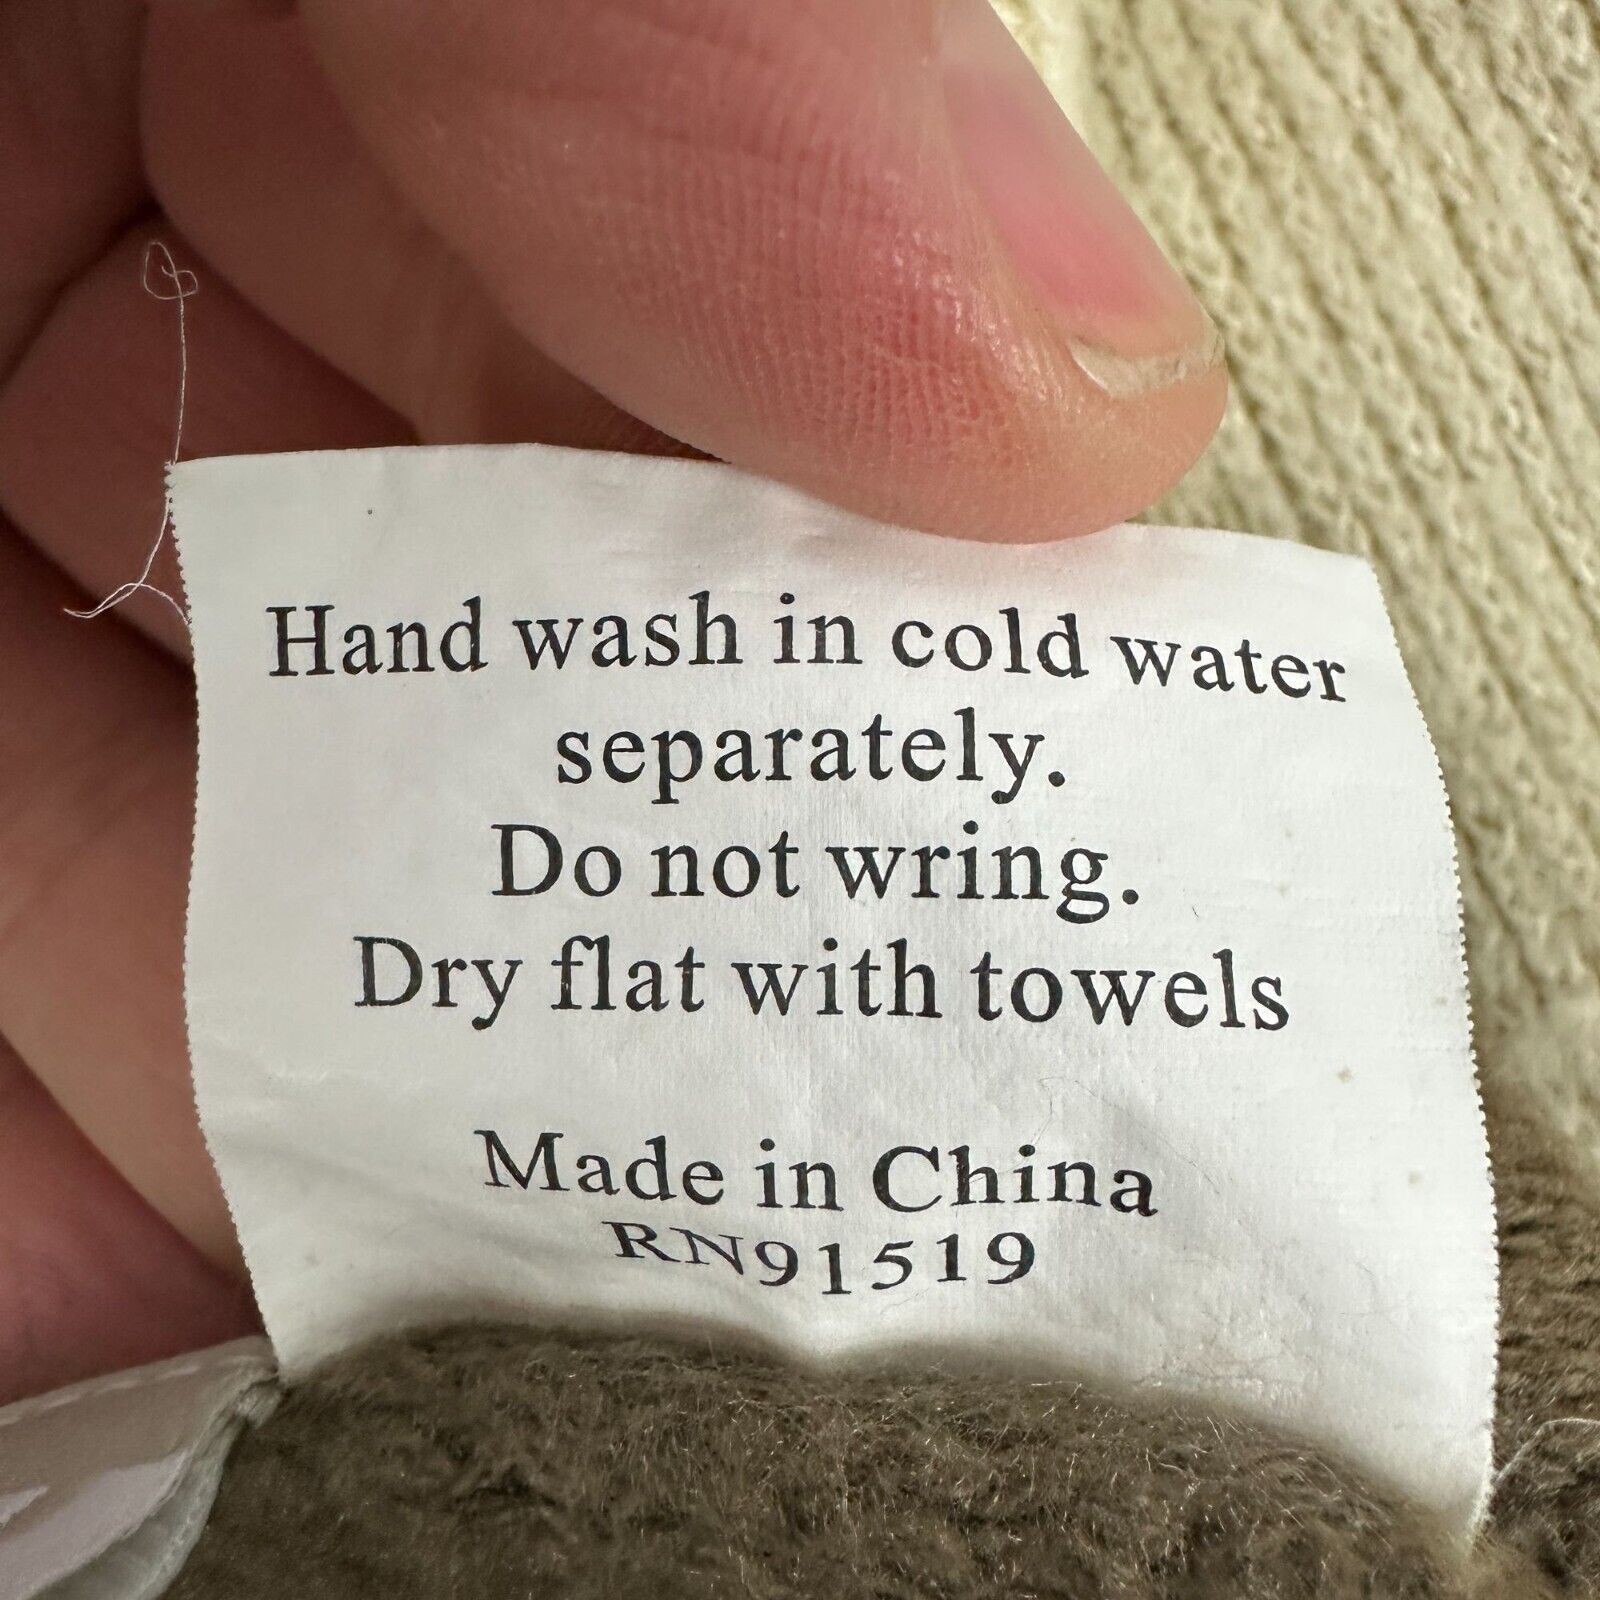 Hand wash in cold water
separately.
Do not wring.
Dry flat with towels
Made in China
RN91519